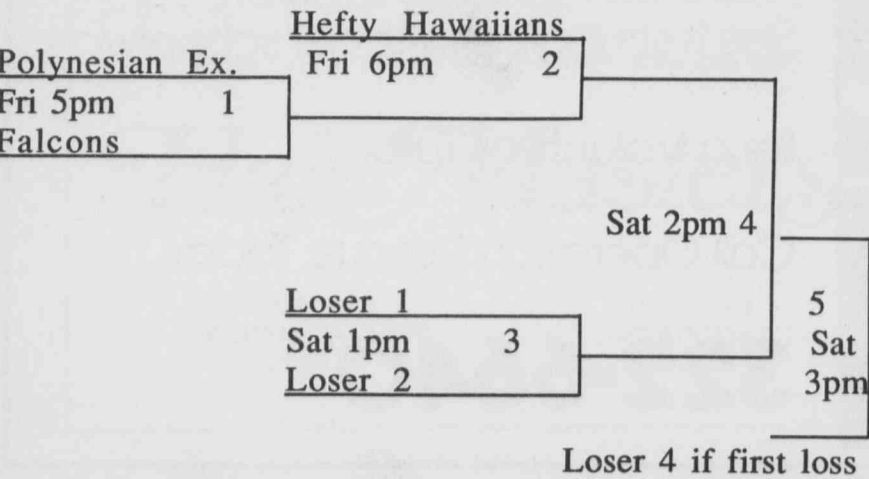 Hefty Hawaiians
Polynesian Ex.
Fri 6pm 2
Fri 5pm 1
Falcons
Sat 2pm 4
Loser 1
5
Sat 1pm 3
Sat
Loser 2
3pm
Loser 4 if first loss